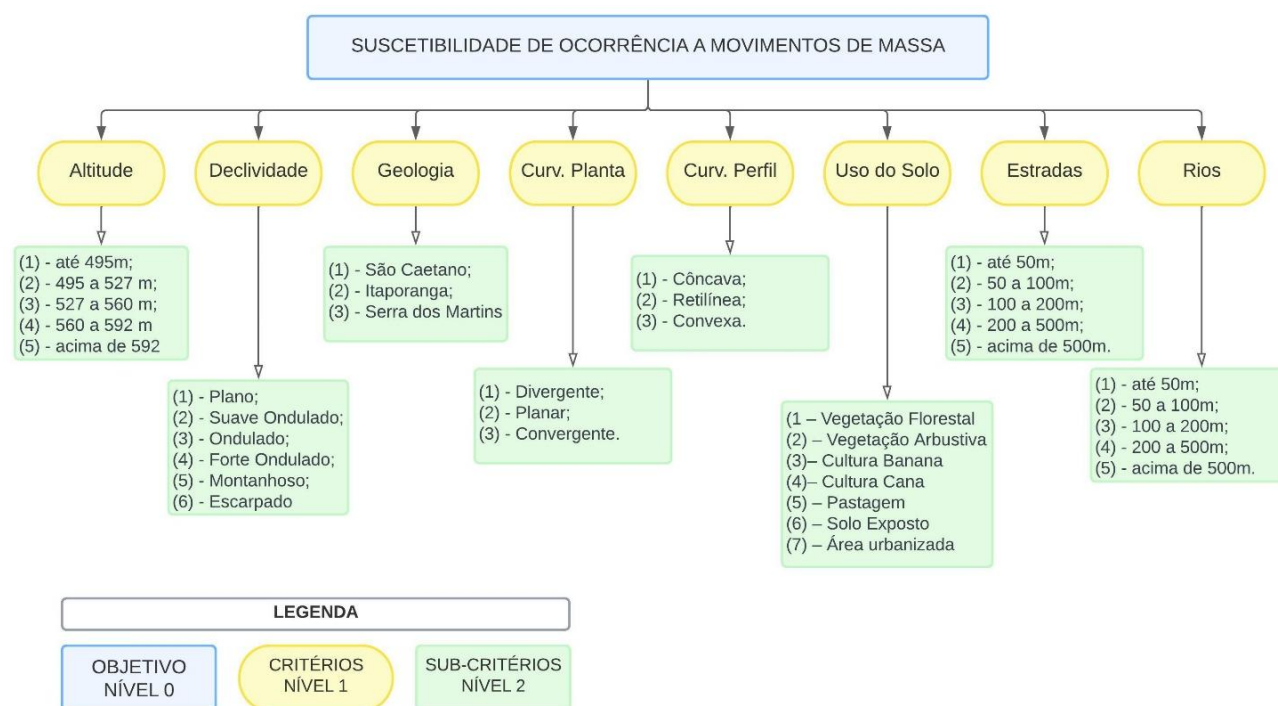 SUSCETIBILIDADE DE OCORRÊNCIA A MOVIMENTOS DE MASSA
Altitude
Declividade
Geologia
Curv. Planta
Curv. Perfil
Uso do Solo
Estradas
Rios
(1) - até 495m;
(2) - 495 a 527 m;
(3) - 527 a 560 m;
(4) - 560 a 592 m
(5) - acima de 592
(1) - Plano;
(2) - Suave Ondulado;
(3) - Ondulado;
(4) - Forte Ondulado;
(5) - Montanhoso;
(6) - Escarpado
(1) - São Caetano;
(2) - Itaporanga;
(3) - Serra dos Martins
(1) - Divergente;
(2) - Planar;
(3) - Convergente.
(1) - Côncava;
(2) - Retilínea;
(3) - Convexa.
(1 – Vegetação Florestal
(2) – Vegetação Arbustiva
(3)– Cultura Banana
(4)– Cultura Cana
(5) – Pastagem
(6) – Solo Exposto
(7) – Área urbanizada
(1) - até 50m;
(2) - 50 a 100m;
(3) - 100 a 200m;
(4) - 200 a 500m;
(5) - acima de 500m.
(1) - até 50m;
(2) - 50 a 100m;
(3) - 100 a 200m;
(4) - 200 a 500m;
(5) - acima de 500m.
LEGENDA
OBJETIVO
NÍVEL 0
CRITÉRIOS
NÍVEL 1
SUB-CRITÉRIOS
NÍVEL 2